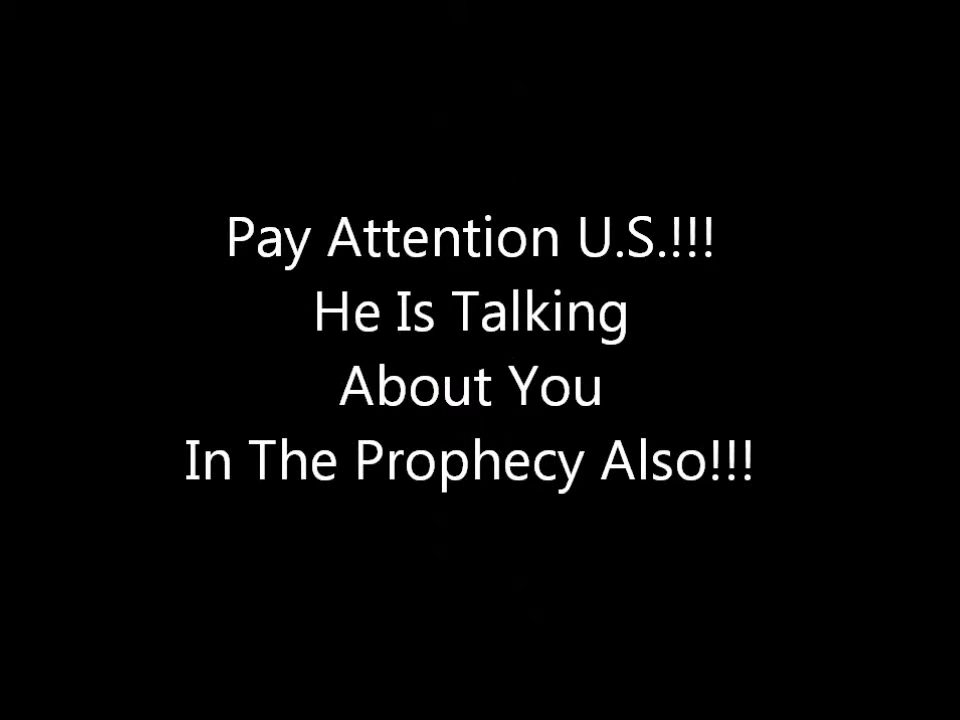 Pay Attention U.S.!!!
He Is Talking
About You
In The Prophecy Also!!!